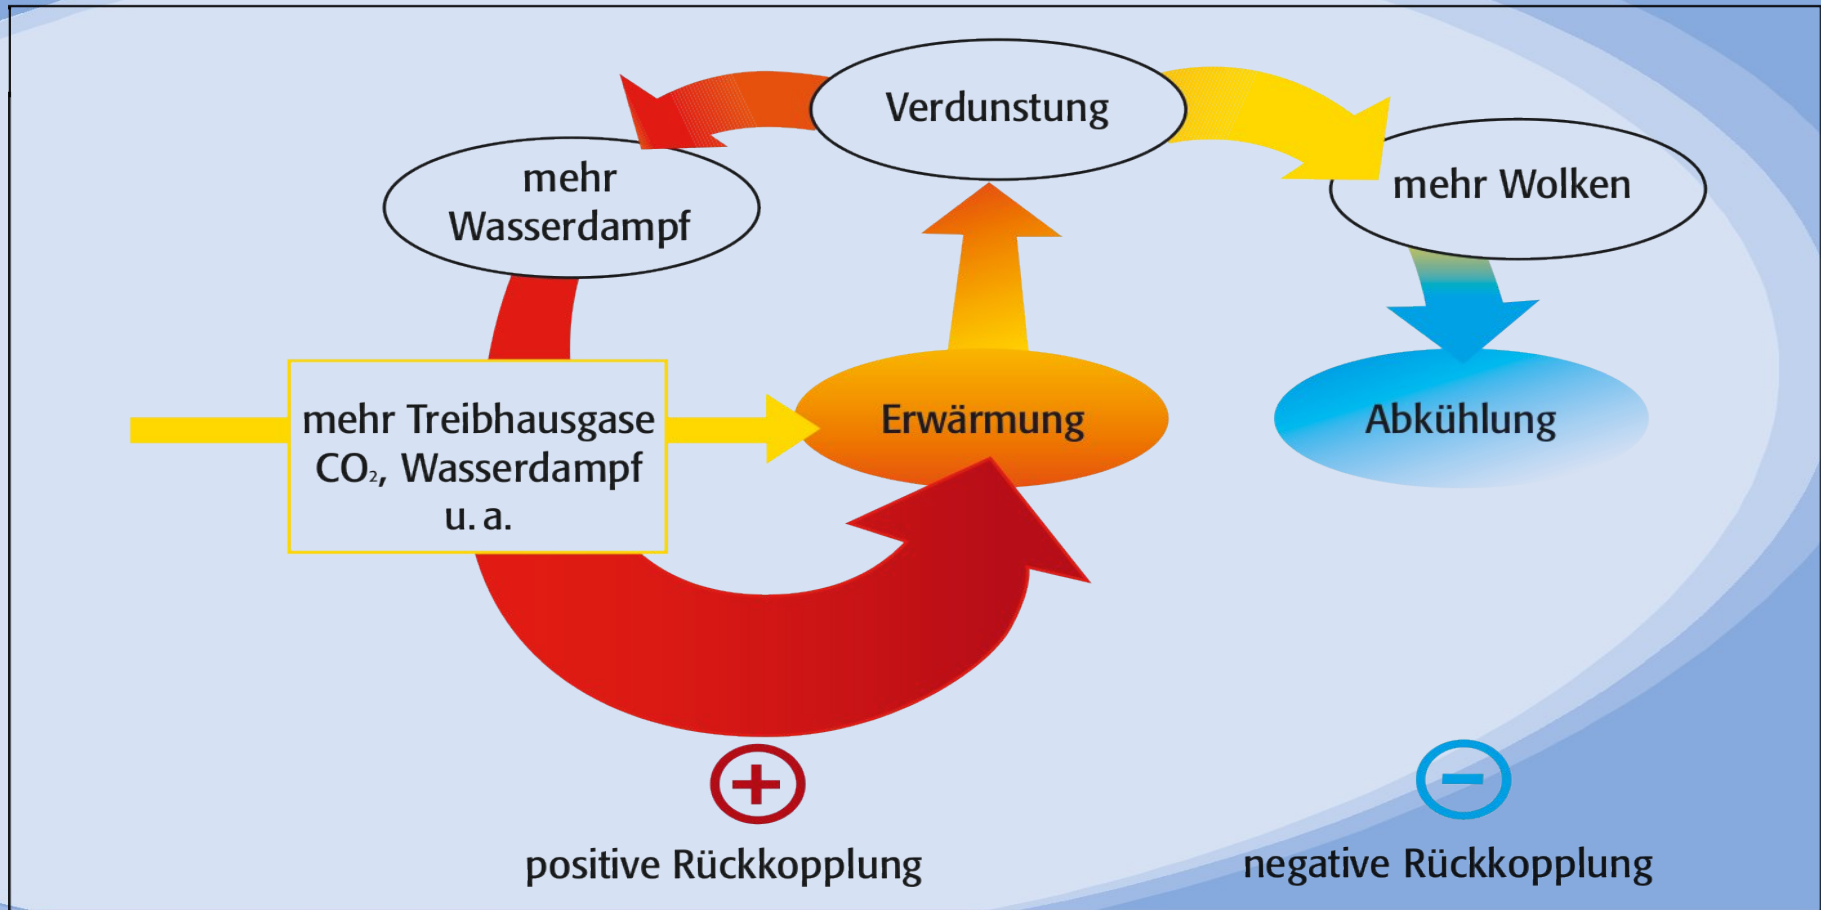 Verdunstung
mehr
Wasserdampf
mehr Wolken
mehr Treibhausgase
CO₂, Wasserdampf
u. a.
Erwärmung
Abkühlung
+
−
positive Rückkopplung
negative Rückkopplung